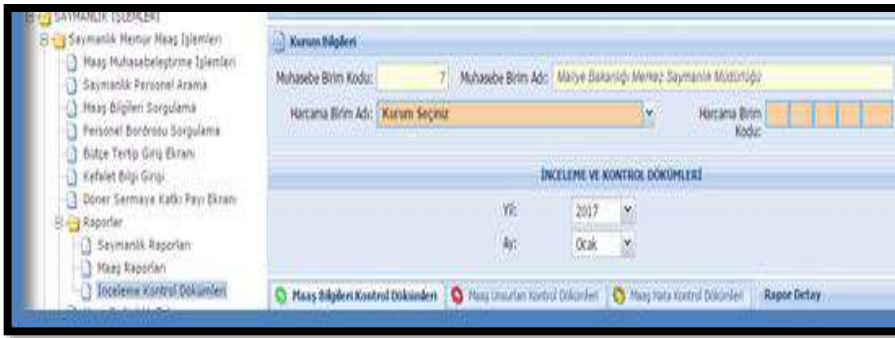 SAYMANLIK İŞLEMLERİ
Saymanlık Memur Maaş İşlemleri
Maaş Muhasebeleştirme İşlemleri
Saymanlık Personel Arama
Maaş Bilgileri Sorgulama
Personel Bordrosu Sorgulama
Bütçe Tertip Giriş Ekranı
Kefalet Bilgi Girişi
Döner Sermaye Katkı Payı Ekranı
Raporlar
Saymanlık Raporları
Maaş Raporları
İnceleme Kontrol Dökümleri
Kurum Bilgileri
Muhasebe Birim Kodu: 7 Muhasebe Birim Adı: Maliye Bakanlığı Merkez Saymanlık Müdürlüğü
Harcama Birim Adı: Kurum Seçiniz Harcama Birim
Kodu:
İNCELEME VE KONTROL DÖKÜMLERİ
Yıl: 2017
Ay: Ocak
Maaş Bilgileri Kontrol Dökümleri Maaş Unsurları Kontrol Dökümleri Maaş Hata Kontrol Dökümleri Rapor Detay